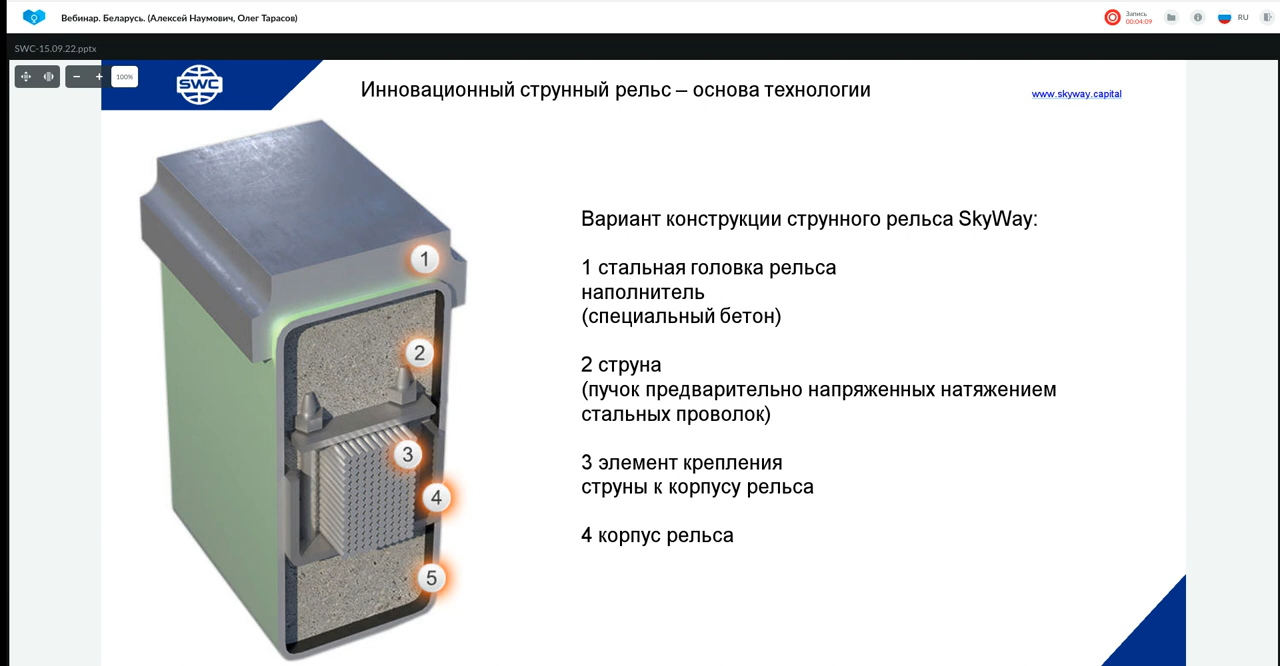 Вебинар. Беларусь. (Алексей Наумович, Олег Тарасов)
Запись
00:04:09
RU
SWC-15.09.22.pptx
100%
SWC
Инновационный струнный рельс – основа технологии
www.skyway.capital
Вариант конструкции струнного рельса SkyWay:
1 стальная головка рельса
наполнитель
(специальный бетон)
2 струна
(пучок предварительно напряженных натяжением
стальных проволок)
3 элемент крепления
струны к корпусу рельса
4 корпус рельса
1
2
3
4
5